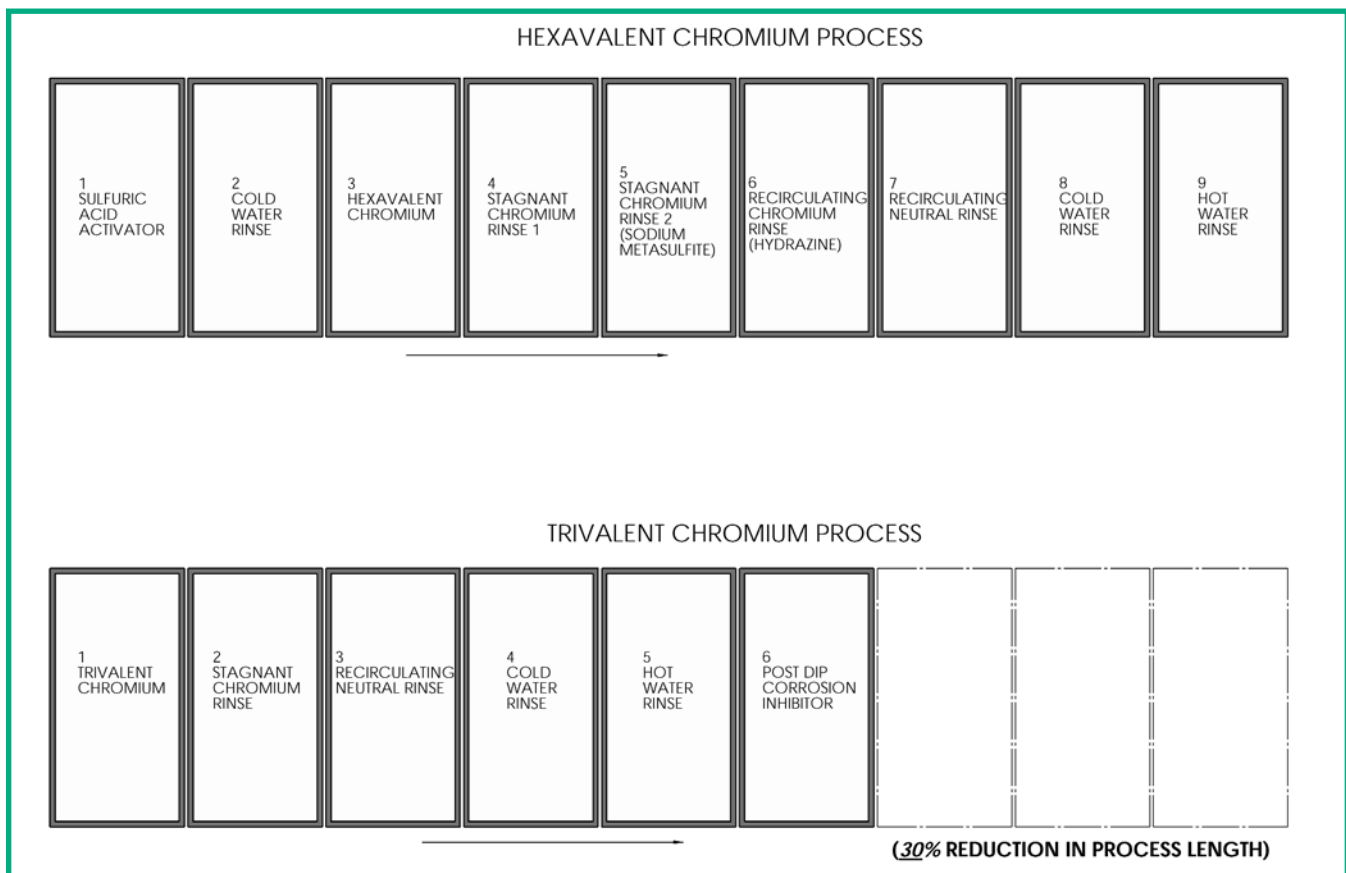 HEXAVALENT CHROMIUM PROCESS
1
SULFURIC
ACID
ACTIVATOR
2
COLD
WATER
RINSE
3
HEXAVALENT
CHROMIUM
4
STAGNANT
CHROMIUM
RINSE 1
5
STAGNANT
CHROMIUM
RINSE 2
(SODIUM
METASULFITE)
6
RECIRCULATING
CHROMIUM
RINSE
(HYDRAZINE)
7
RECIRCULATING
NEUTRAL RINSE
8
COLD
WATER
RINSE
9
HOT
WATER
RINSE
TRIVALENT CHROMIUM PROCESS
1
TRIVALENT
CHROMIUM
2
STAGNANT
CHROMIUM
RINSE
3
RECIRCULATING
NEUTRAL RINSE
4
COLD
WATER
RINSE
5
HOT
WATER
RINSE
6
POST DIP
CORROSION
INHIBITOR
(30% REDUCTION IN PROCESS LENGTH)